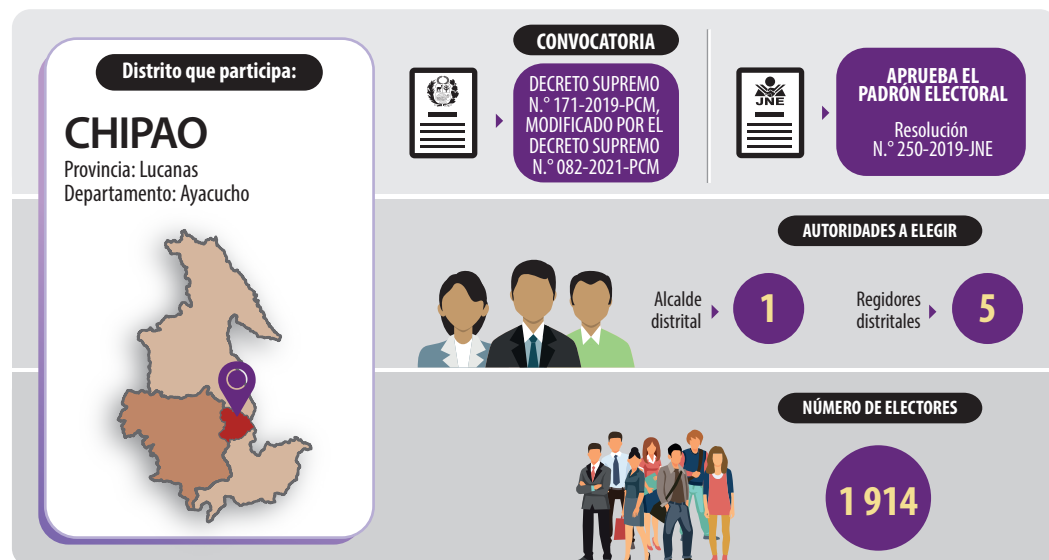 Distrito que participa:
CHIPAO
Provincia: Lucanas
Departamento: Ayacucho
CONVOCATORIA
DECRETO SUPREMO
N.° 171-2019-PCM,
MODIFICADO POR EL
DECRETO SUPREMO
N.° 082-2021-PCM
JNE
APRUEBA EL
PADRÓN ELECTORAL
Resolución
N.° 250-2019-JNE
AUTORIDADES A ELEGIR
Alcalde
distrital
1
Regidores
distritales
5
NÚMERO DE ELECTORES
1 914